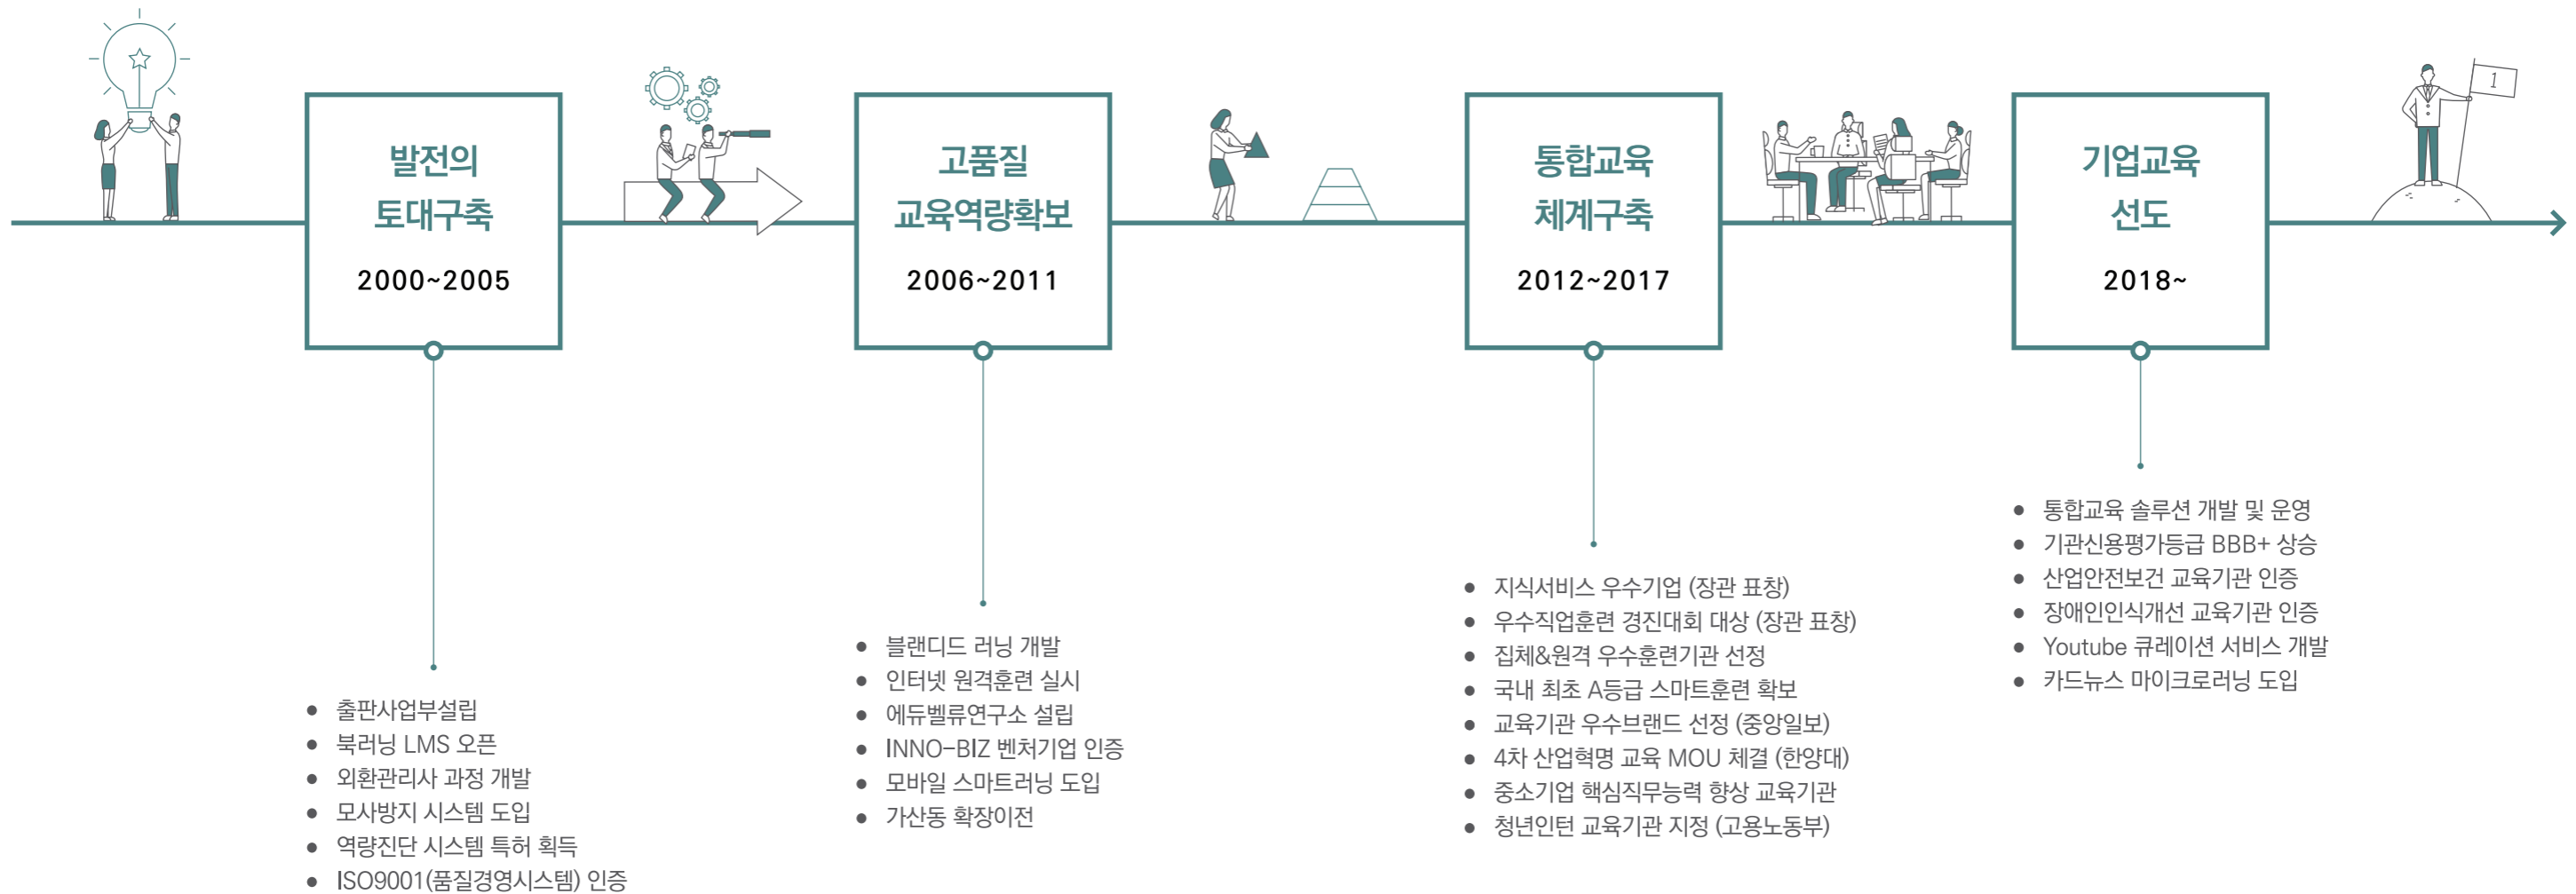 발전의
토대구축
2000~2005
출판사업부설립
북러닝 LMS 오픈
외환관리사 과정 개발
모사방지 시스템 도입
역량진단 시스템 특허 획득
ISO9001(품질경영시스템) 인증
고품질
교육역량확보
2006~2011
블랜디드 러닝 개발
인터넷 원격훈련 실시
에듀벨류연구소 설립
INNO-BIZ 벤처기업 인증
모바일 스마트러닝 도입
가산동 확장이전
통합교육
체계구축
2012~2017
지식서비스 우수기업 (장관 표창)
우수직업훈련 경진대회 대상 (장관 표창)
집체&원격 우수훈련기관 선정
국내 최초 A등급 스마트훈련 확보
교육기관 우수브랜드 선정 (중앙일보)
4차 산업혁명 교육 MOU 체결 (한양대)
중소기업 핵심직무능력 향상 교육기관
청년인턴 교육기관 지정 (고용노동부)
기업교육
선도
2018~
통합교육 솔루션 개발 및 운영
기관신용평가등급 BBB+ 상승
산업안전보건 교육기관 인증
장애인인식개선 교육기관 인증
Youtube 큐레이션 서비스 개발
카드뉴스 마이크로러닝 도입
1